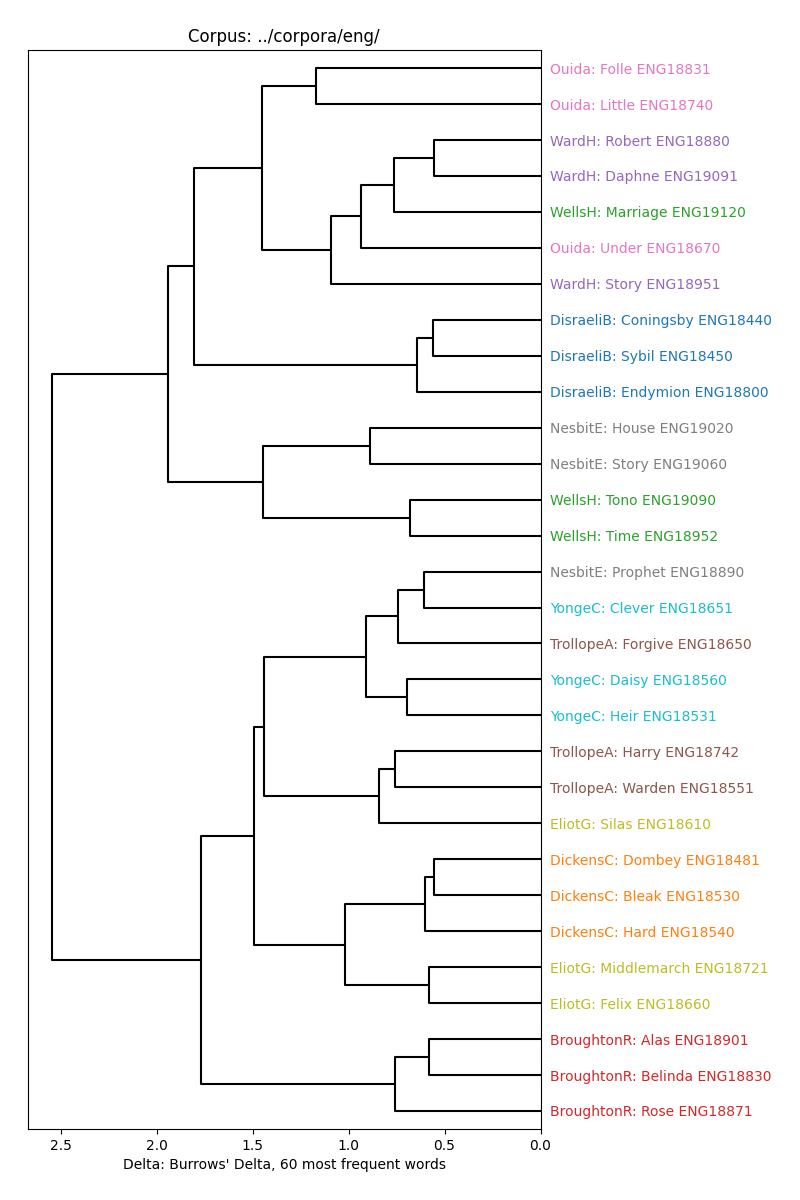 Corpus: ../corpora/eng/
Ouida: Folle ENG18831
Ouida: Little ENG18740
WardH: Robert ENG18880
WardH: Daphne ENG19091
WellsH: Marriage ENG19120
Ouida: Under ENG18670
WardH: Story ENG18951
DisraeliB: Coningsby ENG18440
DisraeliB: Sybil ENG18450
DisraeliB: Endymion ENG18800
NesbitE: House ENG19020
NesbitE: Story ENG19060
WellsH: Tono ENG19090
WellsH: Time ENG18952
NesbitE: Prophet ENG18890
YongeC: Clever ENG18651
TrollopeA: Forgive ENG18650
YongeC: Daisy ENG18560
YongeC: Heir ENG18531
TrollopeA: Harry ENG18742
TrollopeA: Warden ENG18551
EliotG: Silas ENG18610
DickensC: Dombey ENG18481
DickensC: Bleak ENG18530
DickensC: Hard ENG18540
EliotG: Middlemarch ENG18721
EliotG: Felix ENG18660
BroughtonR: Alas ENG18901
BroughtonR: Belinda ENG18830
BroughtonR: Rose ENG18871
2.5 2.0 1.5 1.0 0.5 0.0
Delta: Burrows' Delta, 60 most frequent words